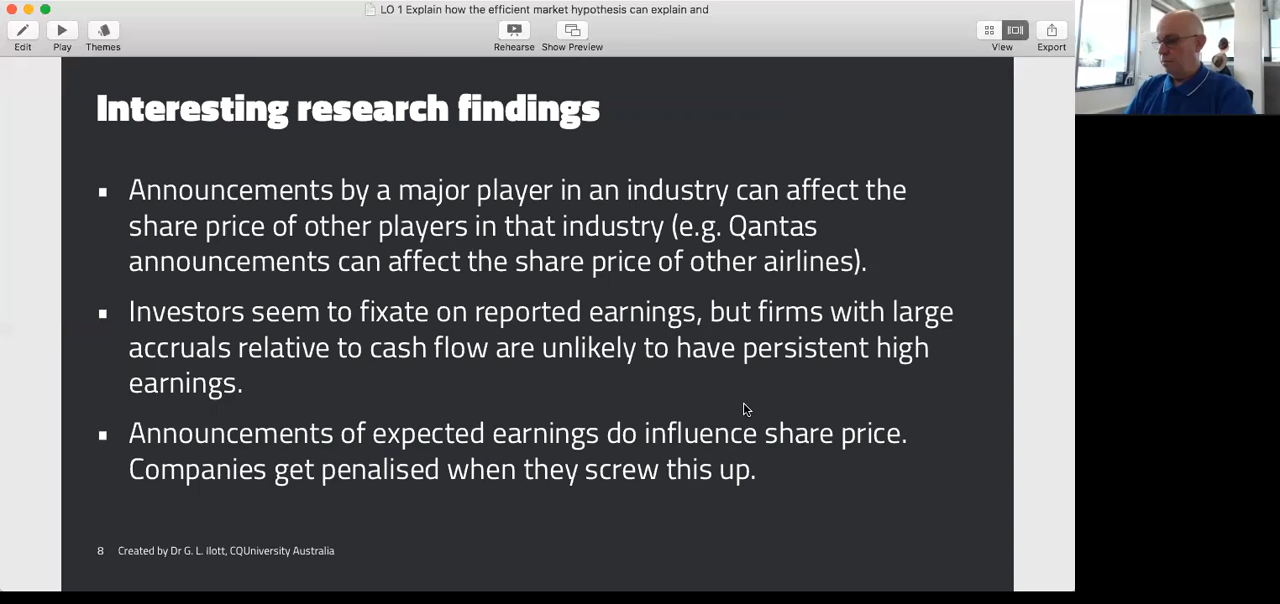 LO 1 Explain how the efficient market hypothesis can explain and
Edit
Play
Themes
Rehearse
Show Preview
View
Export
Interesting research findings
▪ Announcements by a major player in an industry can affect the
share price of other players in that industry (e.g. Qantas
announcements can affect the share price of other airlines).
▪ Investors seem to fixate on reported earnings, but firms with large
accruals relative to cash flow are unlikely to have persistent high
earnings.
▪ Announcements of expected earnings do influence share price.
Companies get penalised when they screw this up.
8 Created by Dr G. L. Ilott, CQUniversity Australia